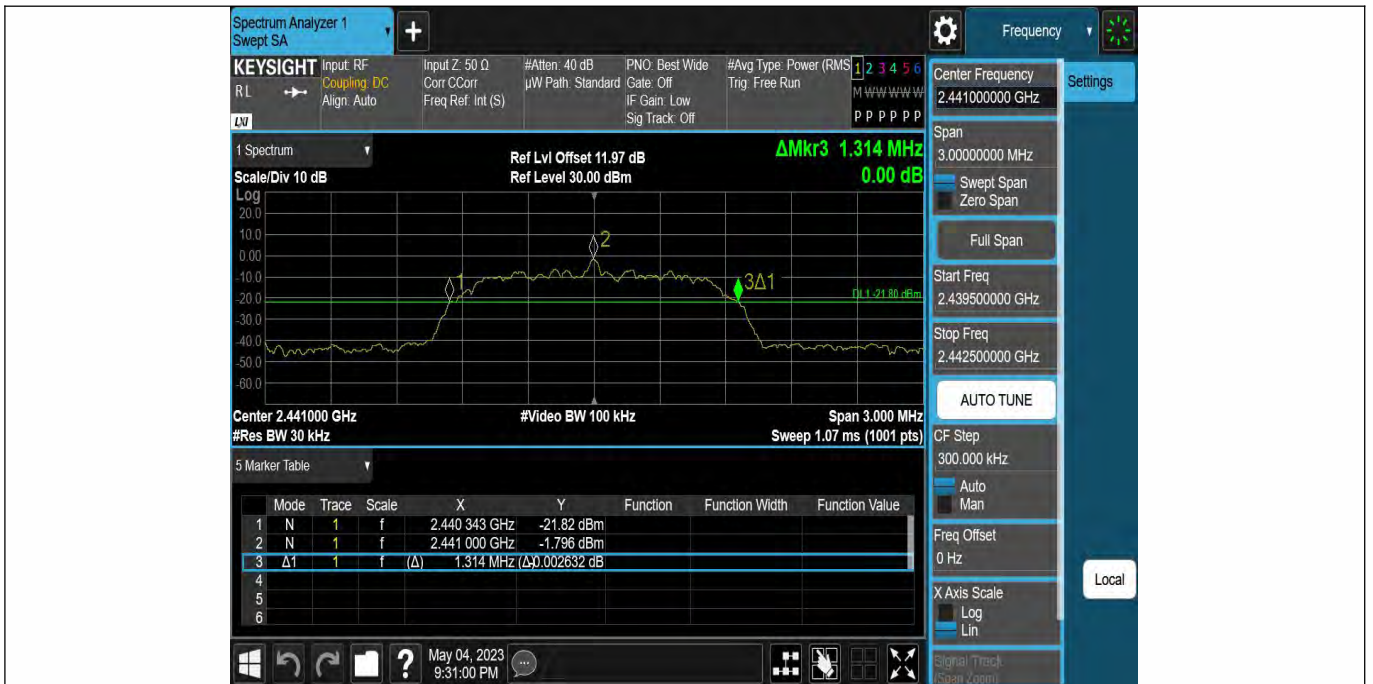 Spectrum Analyzer 1
Swept SA
+
Frequency
KEYSIGHT
RL
LXI
Input: RF
Coupling: DC
Align: Auto
Input Z: 50 Ω
Corr CCorr
Freq Ref: Int (S)
#Atten: 40 dB
µW Path: Standard
PNO: Best Wide
Gate: Off
IF Gain: Low
Sig Track: Off
#Avg Type: Power (RMS
Trig: Free Run
1 2 3 4 5 6
M W W W W W
P P P P P P
1 Spectrum
Scale/Div 10 dB
Ref Lvl Offset 11.97 dB
Ref Level 30.00 dBm
ΔMkr3 1.314 MHz
0.00 dB
Log
20.0
10.0
0.00
-10.0
-20.0
-30.0
-40.0
-50.0
-60.0
1
2
3Δ1
DL1 -21.80 dBm
Center 2.441000 GHz
#Video BW 100 kHz
Span 3.000 MHz
#Res BW 30 kHz
Sweep 1.07 ms (1001 pts)
5 Marker Table
Mode Trace Scale X Y Function Function Width Function Value
1 N 1 f 2.440 343 GHz -21.82 dBm
2 N 1 f 2.441 000 GHz -1.796 dBm
3 Δ1 1 f (Δ) 1.314 MHz (Δ) -0.002632 dB
4
5
6
?
May 04, 2023
9:31:00 PM
Center Frequency
2.441000000 GHz
Span
3.00000000 MHz
Swept Span
Zero Span
Full Span
Start Freq
2.439500000 GHz
Stop Freq
2.442500000 GHz
AUTO TUNE
CF Step
300.000 kHz
Auto
Man
Freq Offset
0 Hz
X Axis Scale
Log
Lin
Signal Track
(Span Zoom)
Settings
Local